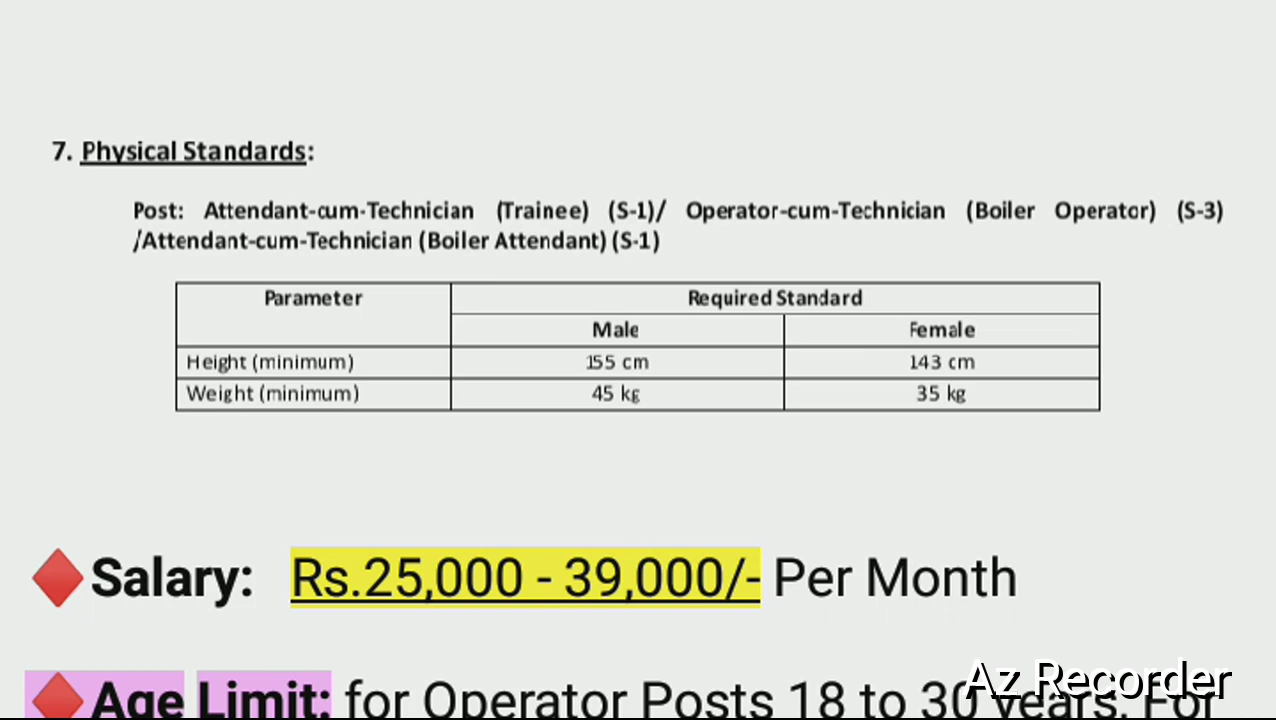 7. Physical Standards:
Post: Attendant-cum-Technician (Trainee) (S-1)/ Operator-cum-Technician (Boiler Operator) (S-3)
/Attendant-cum-Technician (Boiler Attendant) (S-1)
Parameter Required Standard
Male Female
Height (minimum) 155 cm 143 cm
Weight (minimum) 45 kg 35 kg
Salary: Rs.25,000 - 39,000/- Per Month
Az Recorder
Age Limit: for Operator Posts 18 to 30 years. For